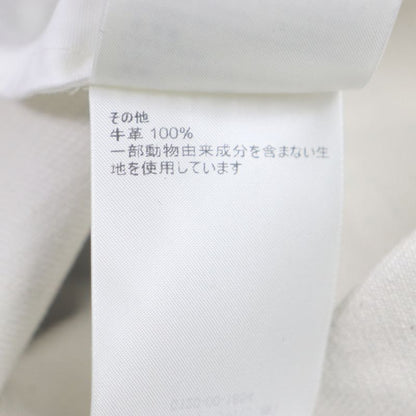 その他
牛革 100%
一部動物由来成分を含まない生
地を使用しています